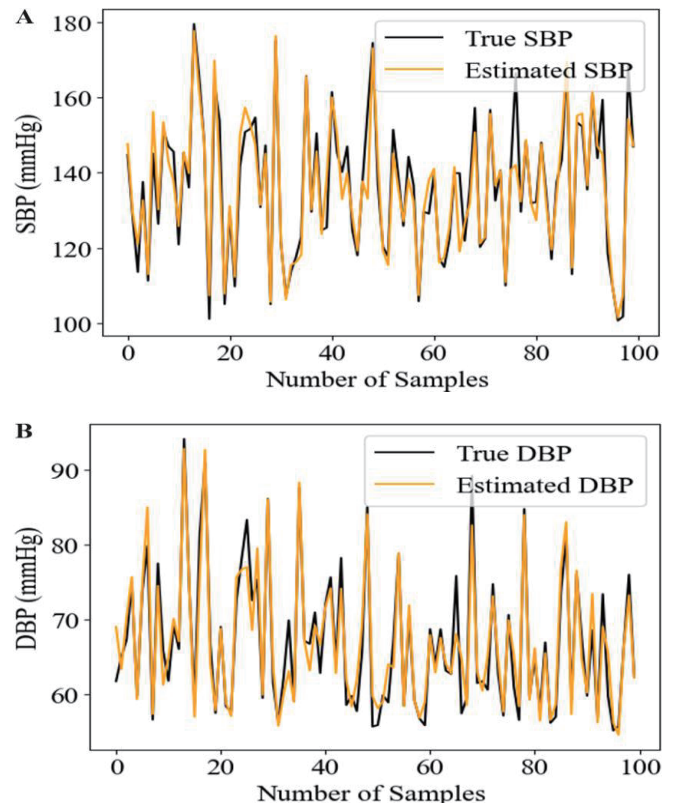 A
180
160
140
120
100
SBP (mmHg)
True SBP
Estimated SBP
0 20 40 60 80 100
Number of Samples
B
90
80
70
60
DBP (mmHg)
True DBP
Estimated DBP
0 20 40 60 80 100
Number of Samples